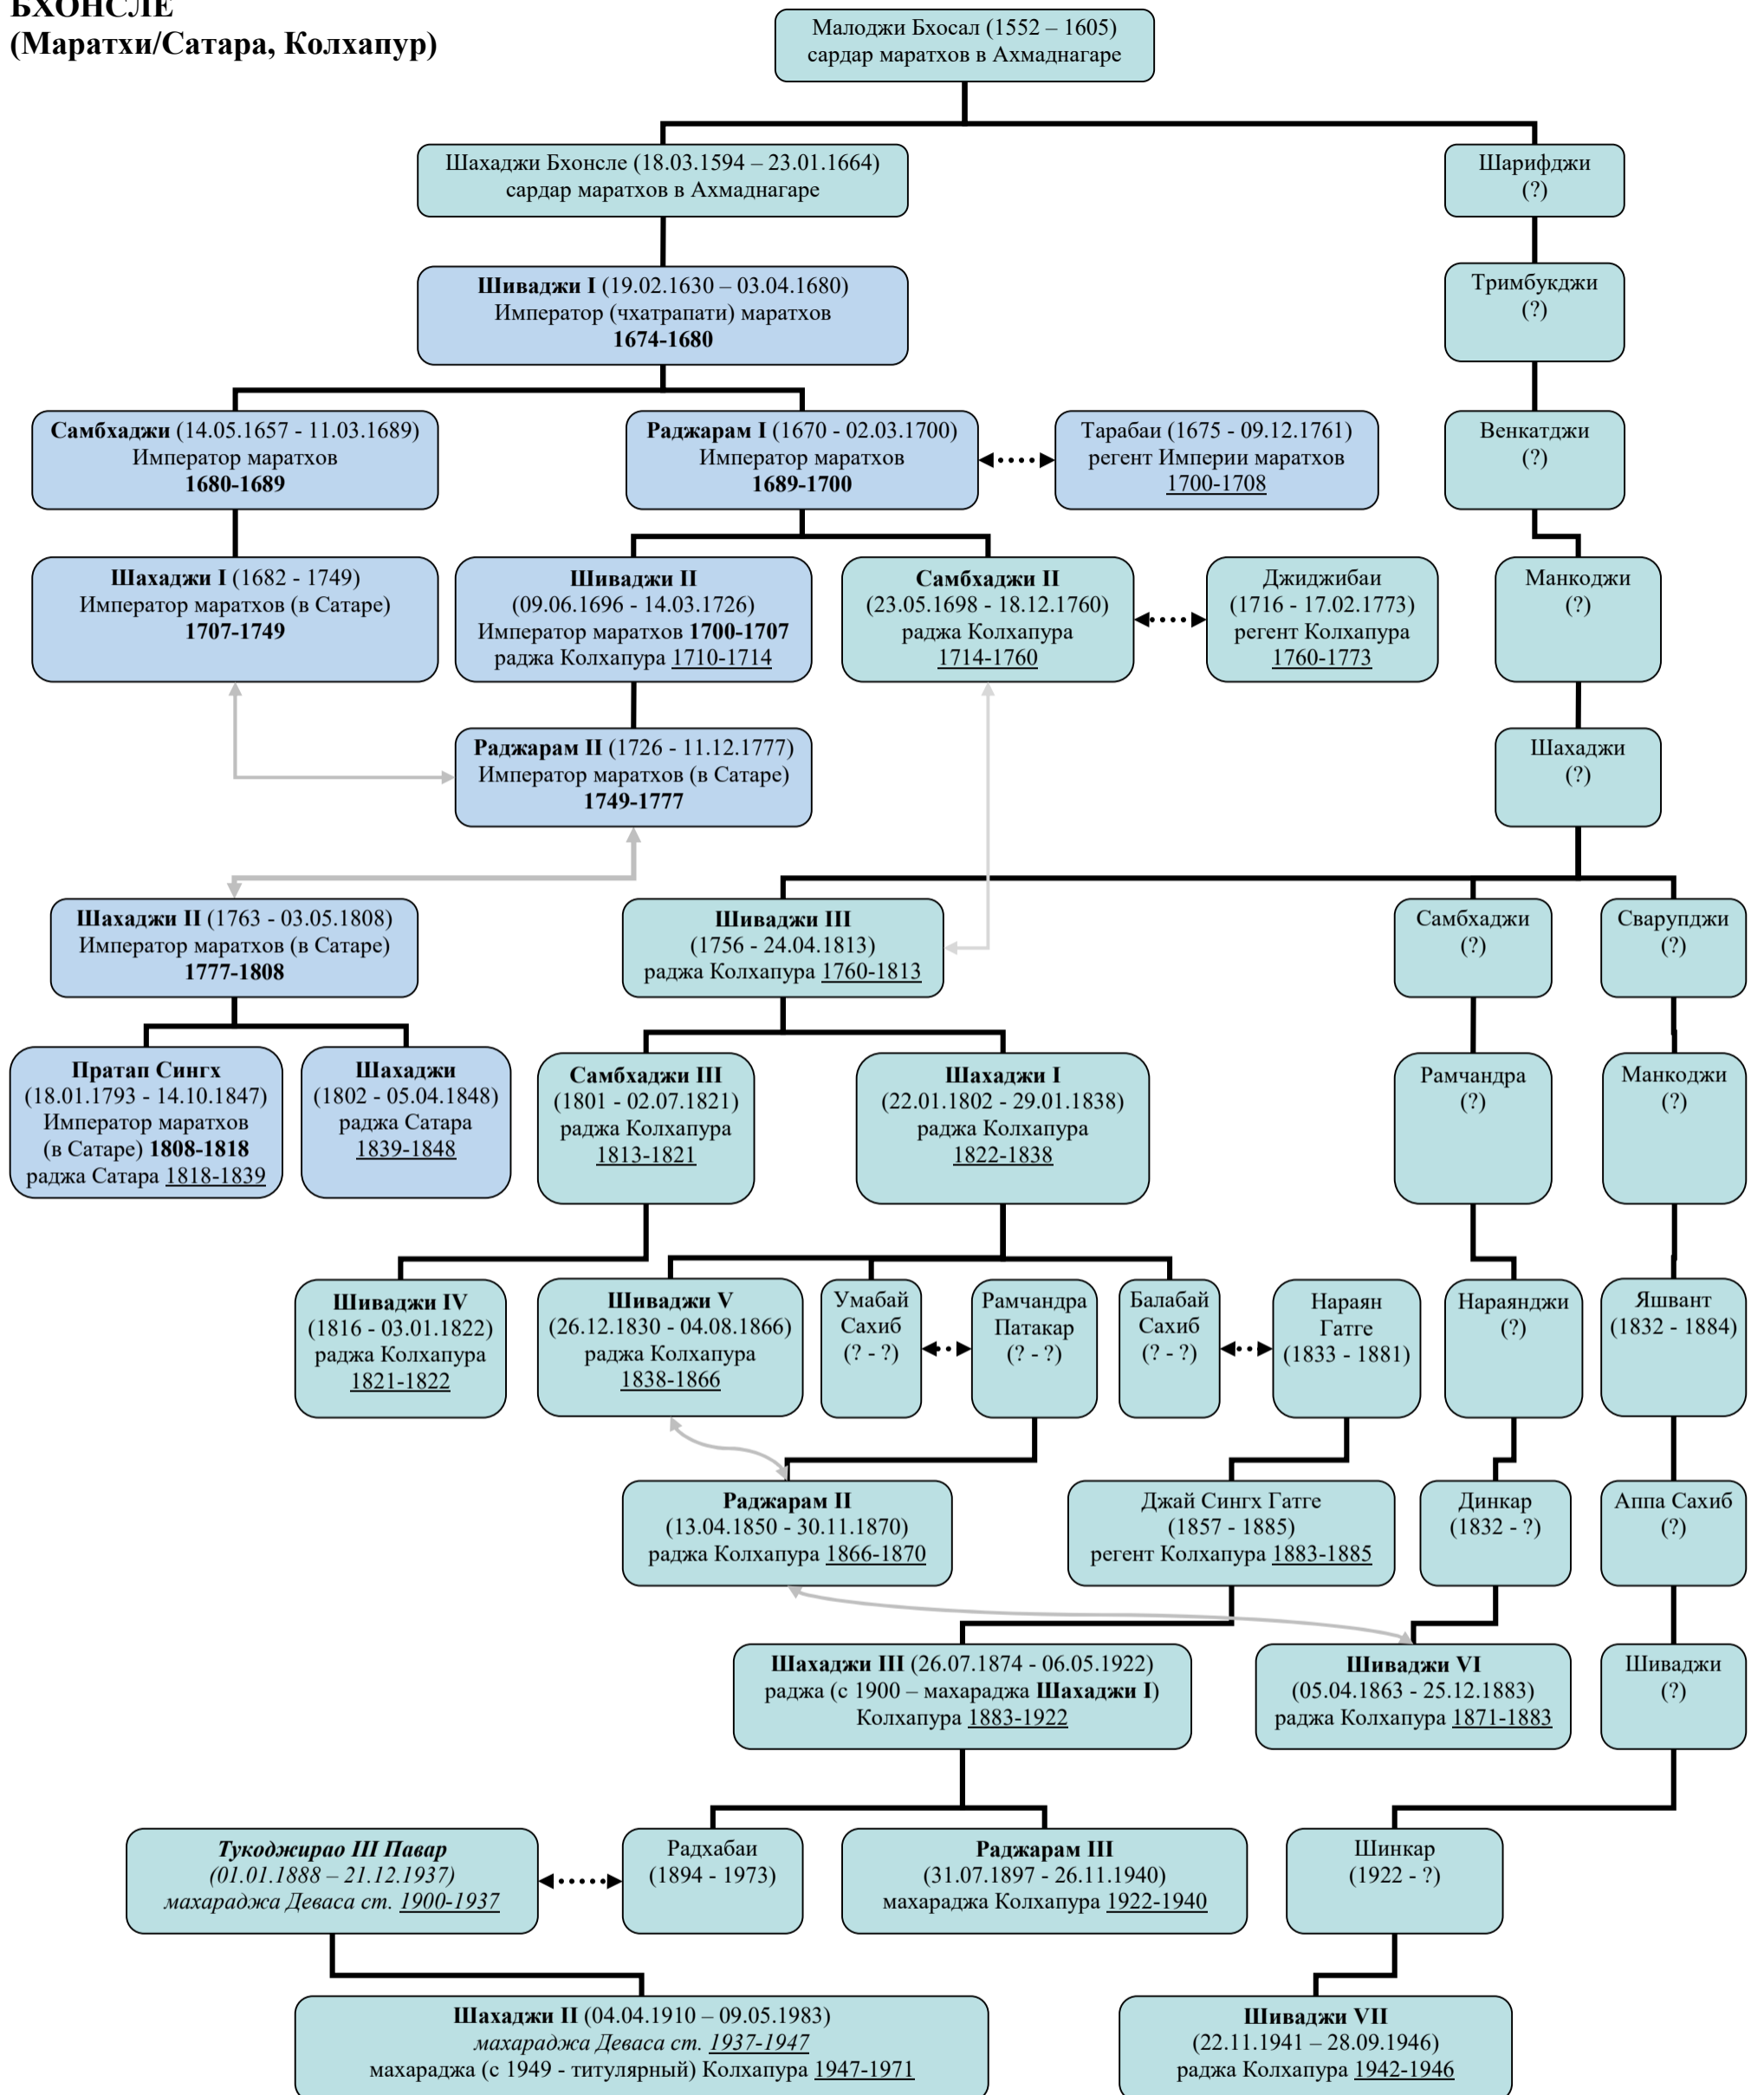 БХОНСЛЕ
(Маратхи/Сатара, Колхапур)
Малоджи Бхосал (1552 – 1605)
сардар маратхов в Ахмаднагаре
Шахаджи Бхонсле (18.03.1594 – 23.01.1664)
сардар маратхов в Ахмаднагаре
Шарифджи
(?)
Шиваджи I (19.02.1630 – 03.04.1680)
Император (чхатрапати) маратхов
1674-1680
Тримбукджи
(?)
Самбхаджи (14.05.1657 - 11.03.1689)
Император маратхов
1680-1689
Раджарам I (1670 - 02.03.1700)
Император маратхов
1689-1700
Тарабаи (1675 - 09.12.1761)
регент Империи маратхов
1700-1708
Венкатджи
(?)
Шахаджи I (1682 - 1749)
Император маратхов (в Сатаре)
1707-1749
Шиваджи II
(09.06.1696 - 14.03.1726)
Император маратхов 1700-1707
раджа Колхапура 1710-1714
Самбхаджи II
(23.05.1698 - 18.12.1760)
раджа Колхапура
1714-1760
Джиджибаи
(1716 - 17.02.1773)
регент Колхапура
1760-1773
Манкоджи
(?)
Раджарам II (1726 - 11.12.1777)
Император маратхов (в Сатаре)
1749-1777
Шахаджи
(?)
Шахаджи II (1763 - 03.05.1808)
Император маратхов (в Сатаре)
1777-1808
Шиваджи III
(1756 - 24.04.1813)
раджа Колхапура 1760-1813
Самбхаджи
(?)
Сварупджи
(?)
Пратап Сингх
(18.01.1793 - 14.10.1847)
Император маратхов
(в Сатаре) 1808-1818
раджа Сатара 1818-1839
Шахаджи
(1802 - 05.04.1848)
раджа Сатара
1839-1848
Самбхаджи III
(1801 - 02.07.1821)
раджа Колхапура
1813-1821
Шахаджи I
(22.01.1802 - 29.01.1838)
раджа Колхапура
1822-1838
Рамчандра
(?)
Манкоджи
(?)
Шиваджи IV
(1816 - 03.01.1822)
раджа Колхапура
1821-1822
Шиваджи V
(26.12.1830 - 04.08.1866)
раджа Колхапура
1838-1866
Умабай
Сахиб
(? - ?)
Рамчандра
Патакар
(? - ?)
Балабай
Сахиб
(? - ?)
Нараян
Гатге
(1833 - 1881)
Нараянджи
(?)
Яшвант
(1832 - 1884)
Раджарам II
(13.04.1850 - 30.11.1870)
раджа Колхапура 1866-1870
Джай Сингх Гатге
(1857 - 1885)
регент Колхапура 1883-1885
Динкар
(1832 - ?)
Аппа Сахиб
(?)
Шахаджи III (26.07.1874 - 06.05.1922)
раджа (с 1900 – махараджа Шахаджи I)
Колхапура 1883-1922
Шиваджи VI
(05.04.1863 - 25.12.1883)
раджа Колхапура 1871-1883
Шиваджи
(?)
Тукоджирао III Павар
(01.01.1888 – 21.12.1937)
махараджа Деваса ст. 1900-1937
Радхабаи
(1894 - 1973)
Раджарам III
(31.07.1897 - 26.11.1940)
махараджа Колхапура 1922-1940
Шинкар
(1922 - ?)
Шахаджи II (04.04.1910 – 09.05.1983)
махараджа Деваса ст. 1937-1947
махараджа (с 1949 - титулярный) Колхапура 1947-1971
Шиваджи VII
(22.11.1941 – 28.09.1946)
раджа Колхапура 1942-1946